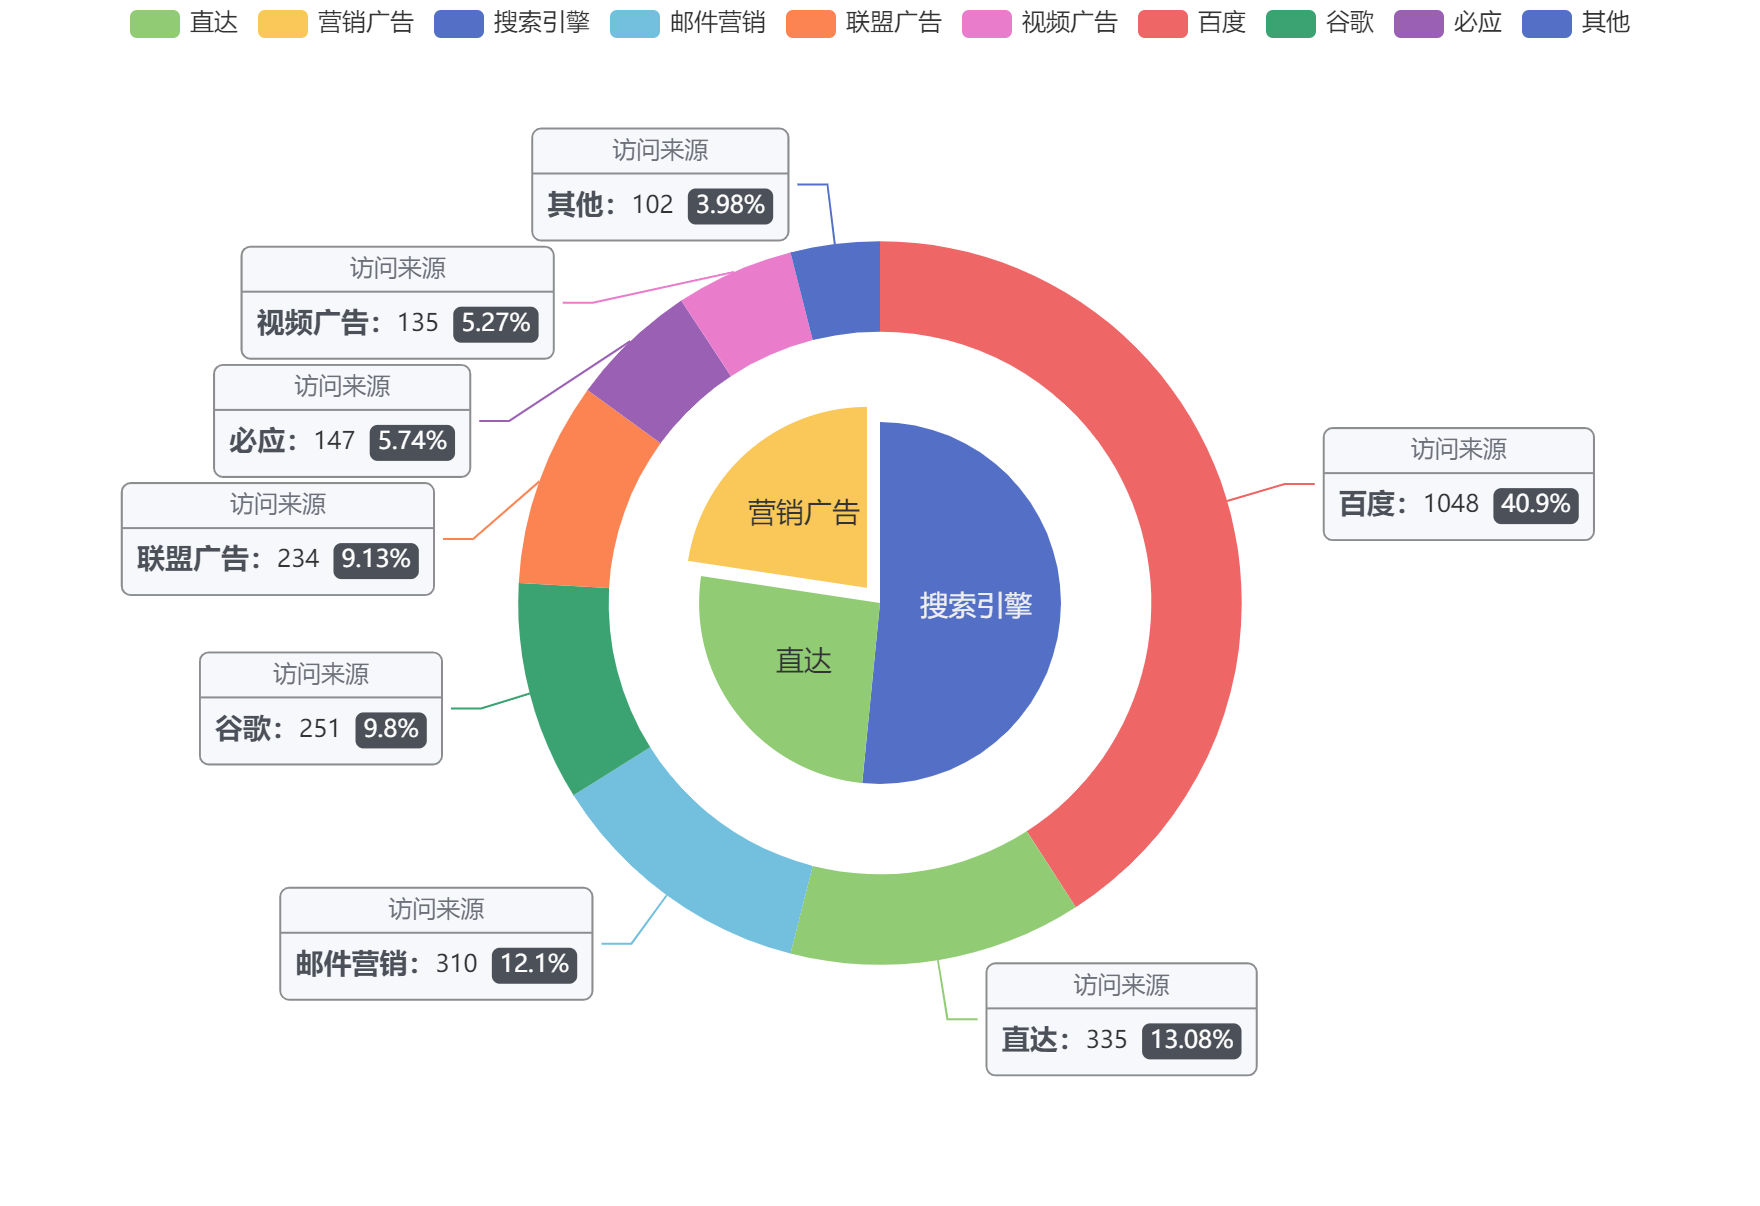 直达 营销广告 搜索引擎 邮件营销 联盟广告 视频广告 百度 谷歌 必应 其他
访问来源
其他：102 3.98%
访问来源
视频广告：135 5.27%
访问来源
必应：147 5.74%
访问来源
联盟广告：234 9.13%
访问来源
百度：1048 40.9%
营销广告
搜索引擎
直达
访问来源
谷歌：251 9.8%
访问来源
邮件营销：310 12.1%
访问来源
直达：335 13.08%